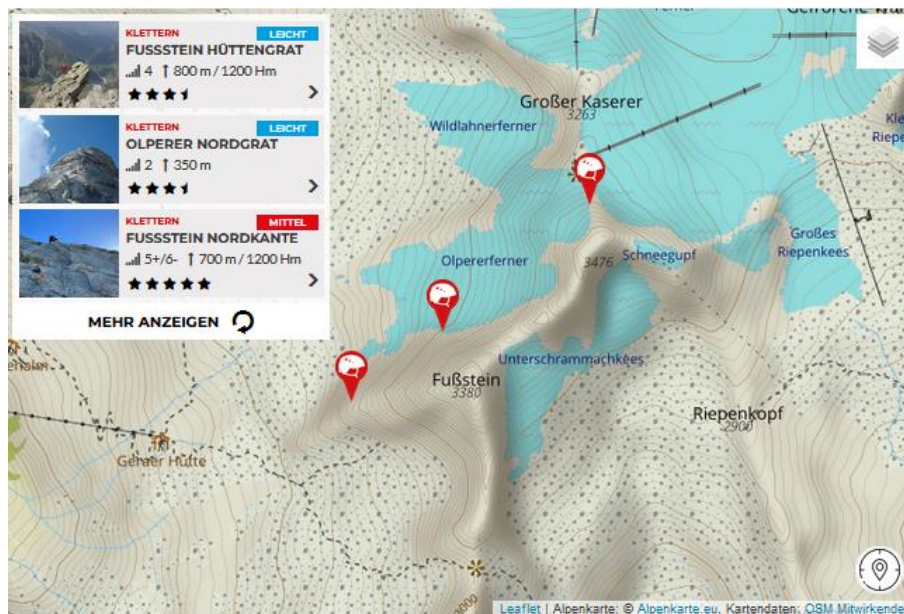 KLETTERN
LEICHT
FUSSSTEIN HÜTTENGRAT
4 800 m / 1200 Hm
KLETTERN
LEICHT
OLPERER NORDGRAT
2 350 m
KLETTERN
MITTEL
FUSSSTEIN NORDKANTE
5+/6- 700 m / 1200 Hm
MEHR ANZEIGEN
Großer Kaserer
3263
Wildlahnerferner
Großes
Riepenkees
Schneegupf
3476
Olpererferner
Unterschrammachkees
Fußstein
3380
Riepenkopf
2900
Geraer Hütte
Leaflet | Alpenkarte: © Alpenkarte.eu, Kartendaten: OSM Mitwirkende